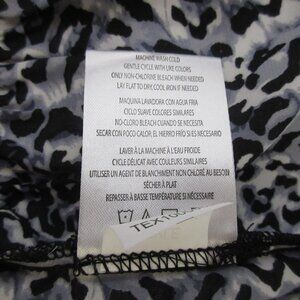 MACHINE WASH COLD
GENTLE CYCLE WITH LIKE COLORS
ONLY NON-CHLORINE BLEACH WHEN NEEDED
LAY FLAT TO DRY, COOL IRON IF NEEDED
MAQUINA LAVADORA CON AGUA FRIA
CICLO SUAVE COLORES SIMILARES
NO-CLORO BLEACH CUANDO SE NECESITA
SECAR CON POCO CALOR, EL HIERRO FRÍO SI ES NECESARIO
LAVER À LA MACHINE À L'EAU FROIDE
CYCLE DÉLICAT AVEC COULEURS SIMILAIRES
UTILISER UN AGENT DE BLANCHIMENT NON CHLORÉ AU BESOIN
SÉCHER À PLAT
REPASSER À BASSE TEMPÉRATURE SI NÉCESSAIRE